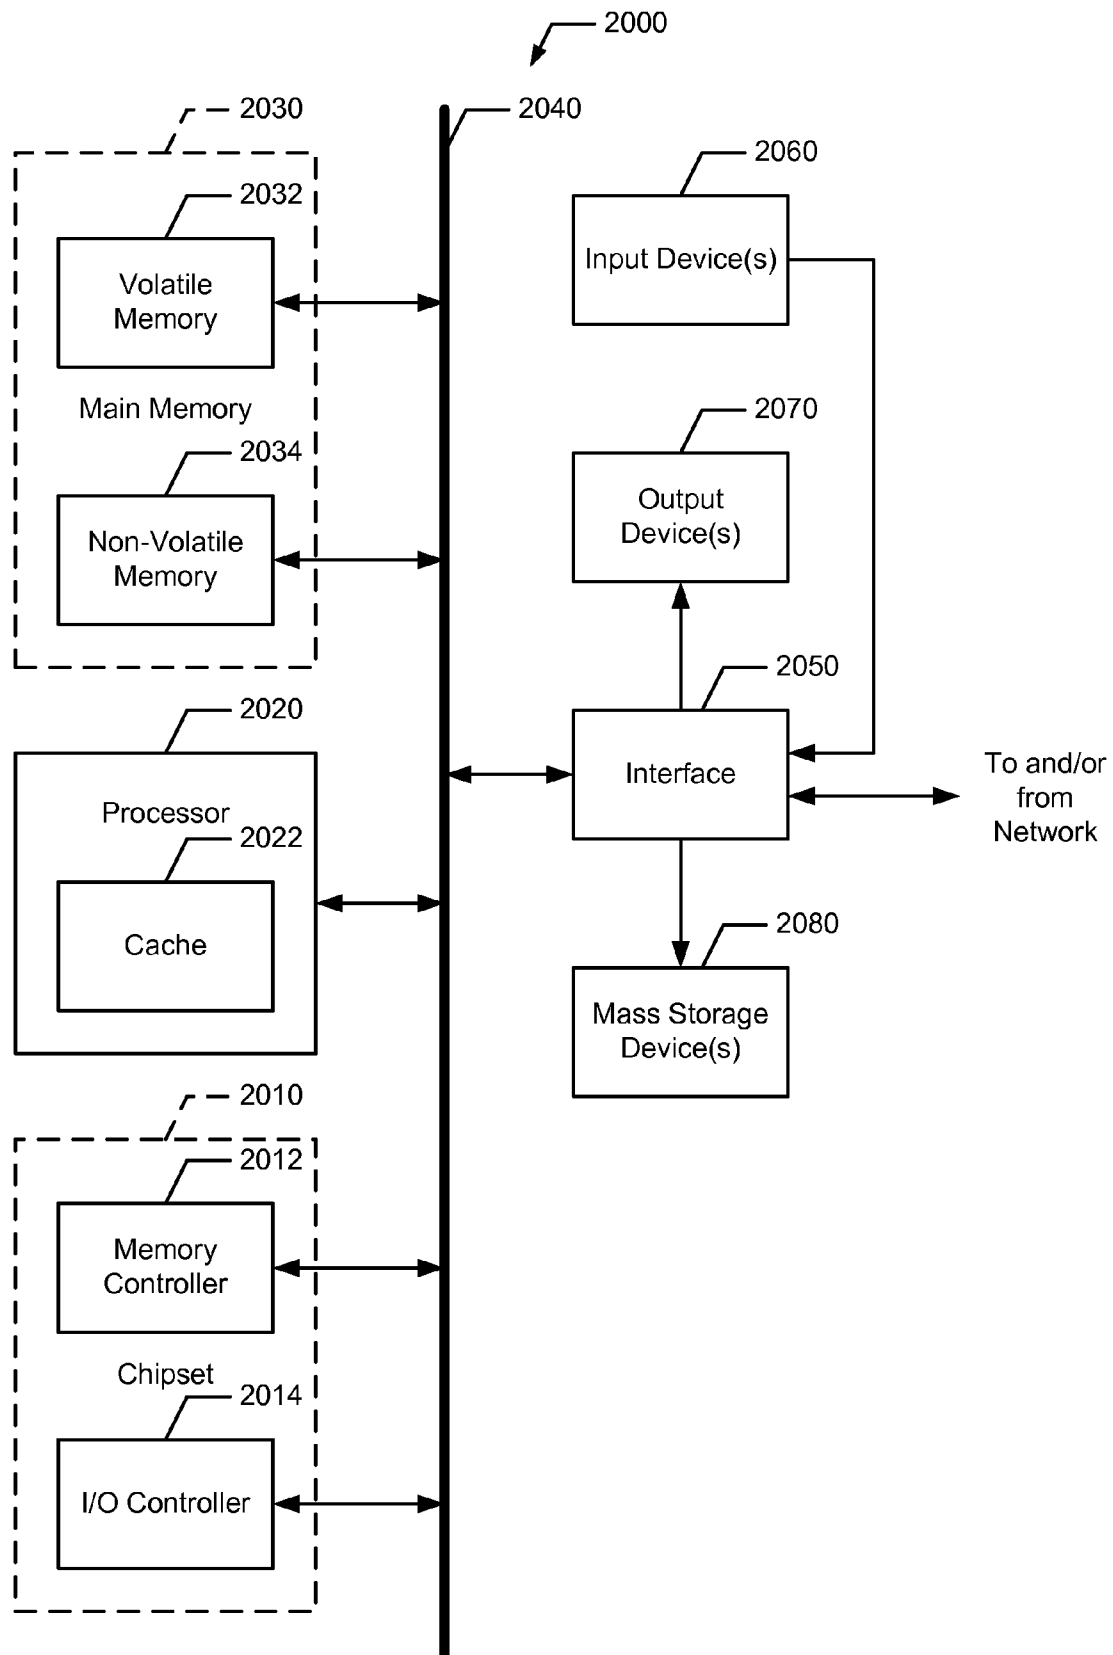 2000
2030
2040
2032
Volatile
Memory
Main Memory
2034
Non-Volatile
Memory
2020
Processor
2022
Cache
2010
2012
Memory
Controller
Chipset
2014
I/O Controller
2060
Input Device(s)
2070
Output
Device(s)
2050
Interface
To and/or
from
Network
2080
Mass Storage
Device(s)